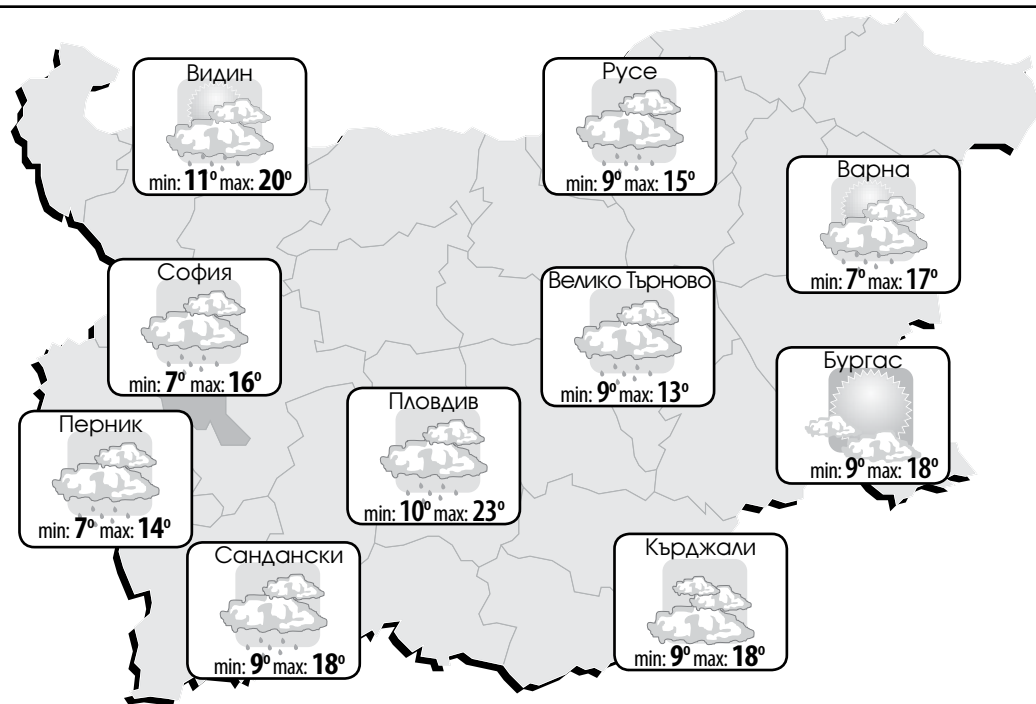 Видин
min: 11° max: 20°
Русе
min: 9° max: 15°
Варна
min: 7° max: 17°
София
min: 7° max: 16°
Велико Търново
min: 9° max: 13°
Бургас
min: 9° max: 18°
Пловдив
min: 10° max: 23°
Перник
min: 7° max: 14°
Сандански
min: 9° max: 18°
Кърджали
min: 9° max: 18°